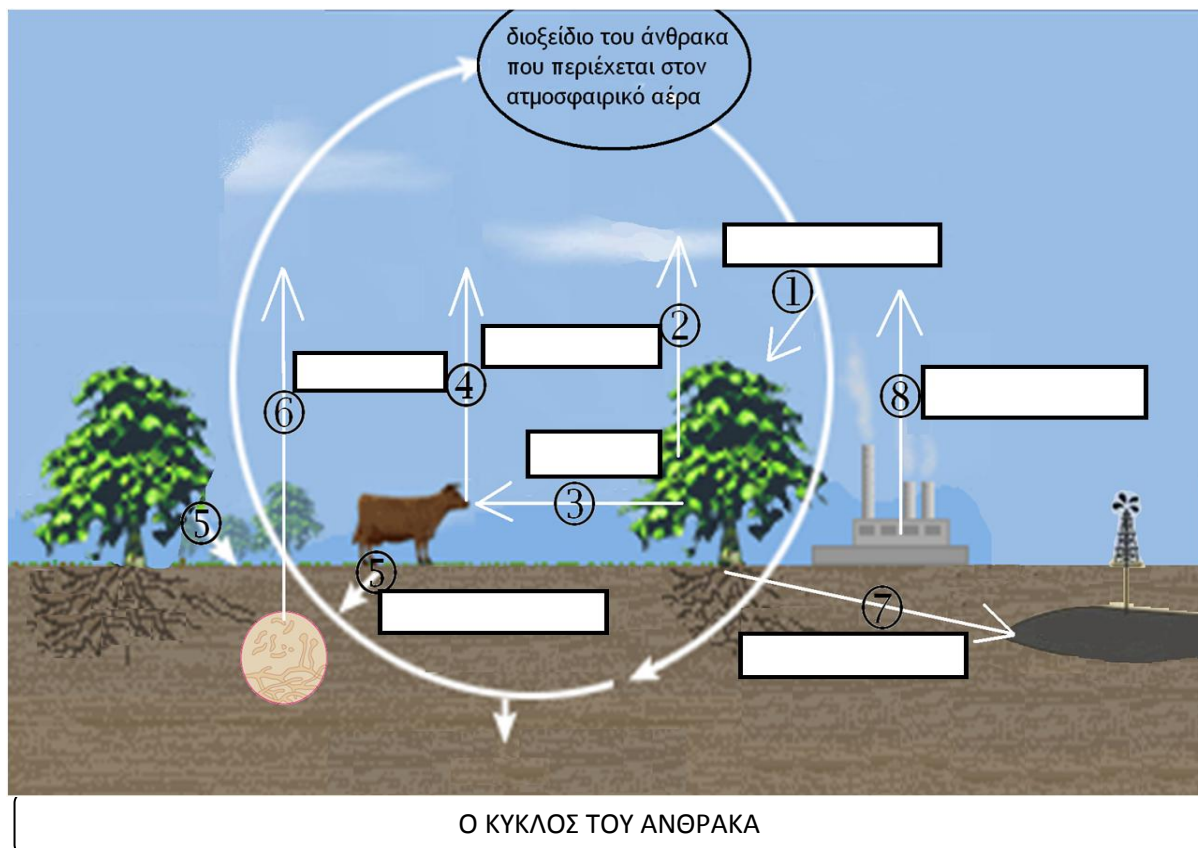 διοξείδιο του άνθρακα
που περιέχεται στον
ατμοσφαιρικό αέρα
①
②
④
⑥
⑧
③
⑤
⑤
⑦
Ο ΚΥΚΛΟΣ ΤΟΥ ΑΝΘΡΑΚΑ